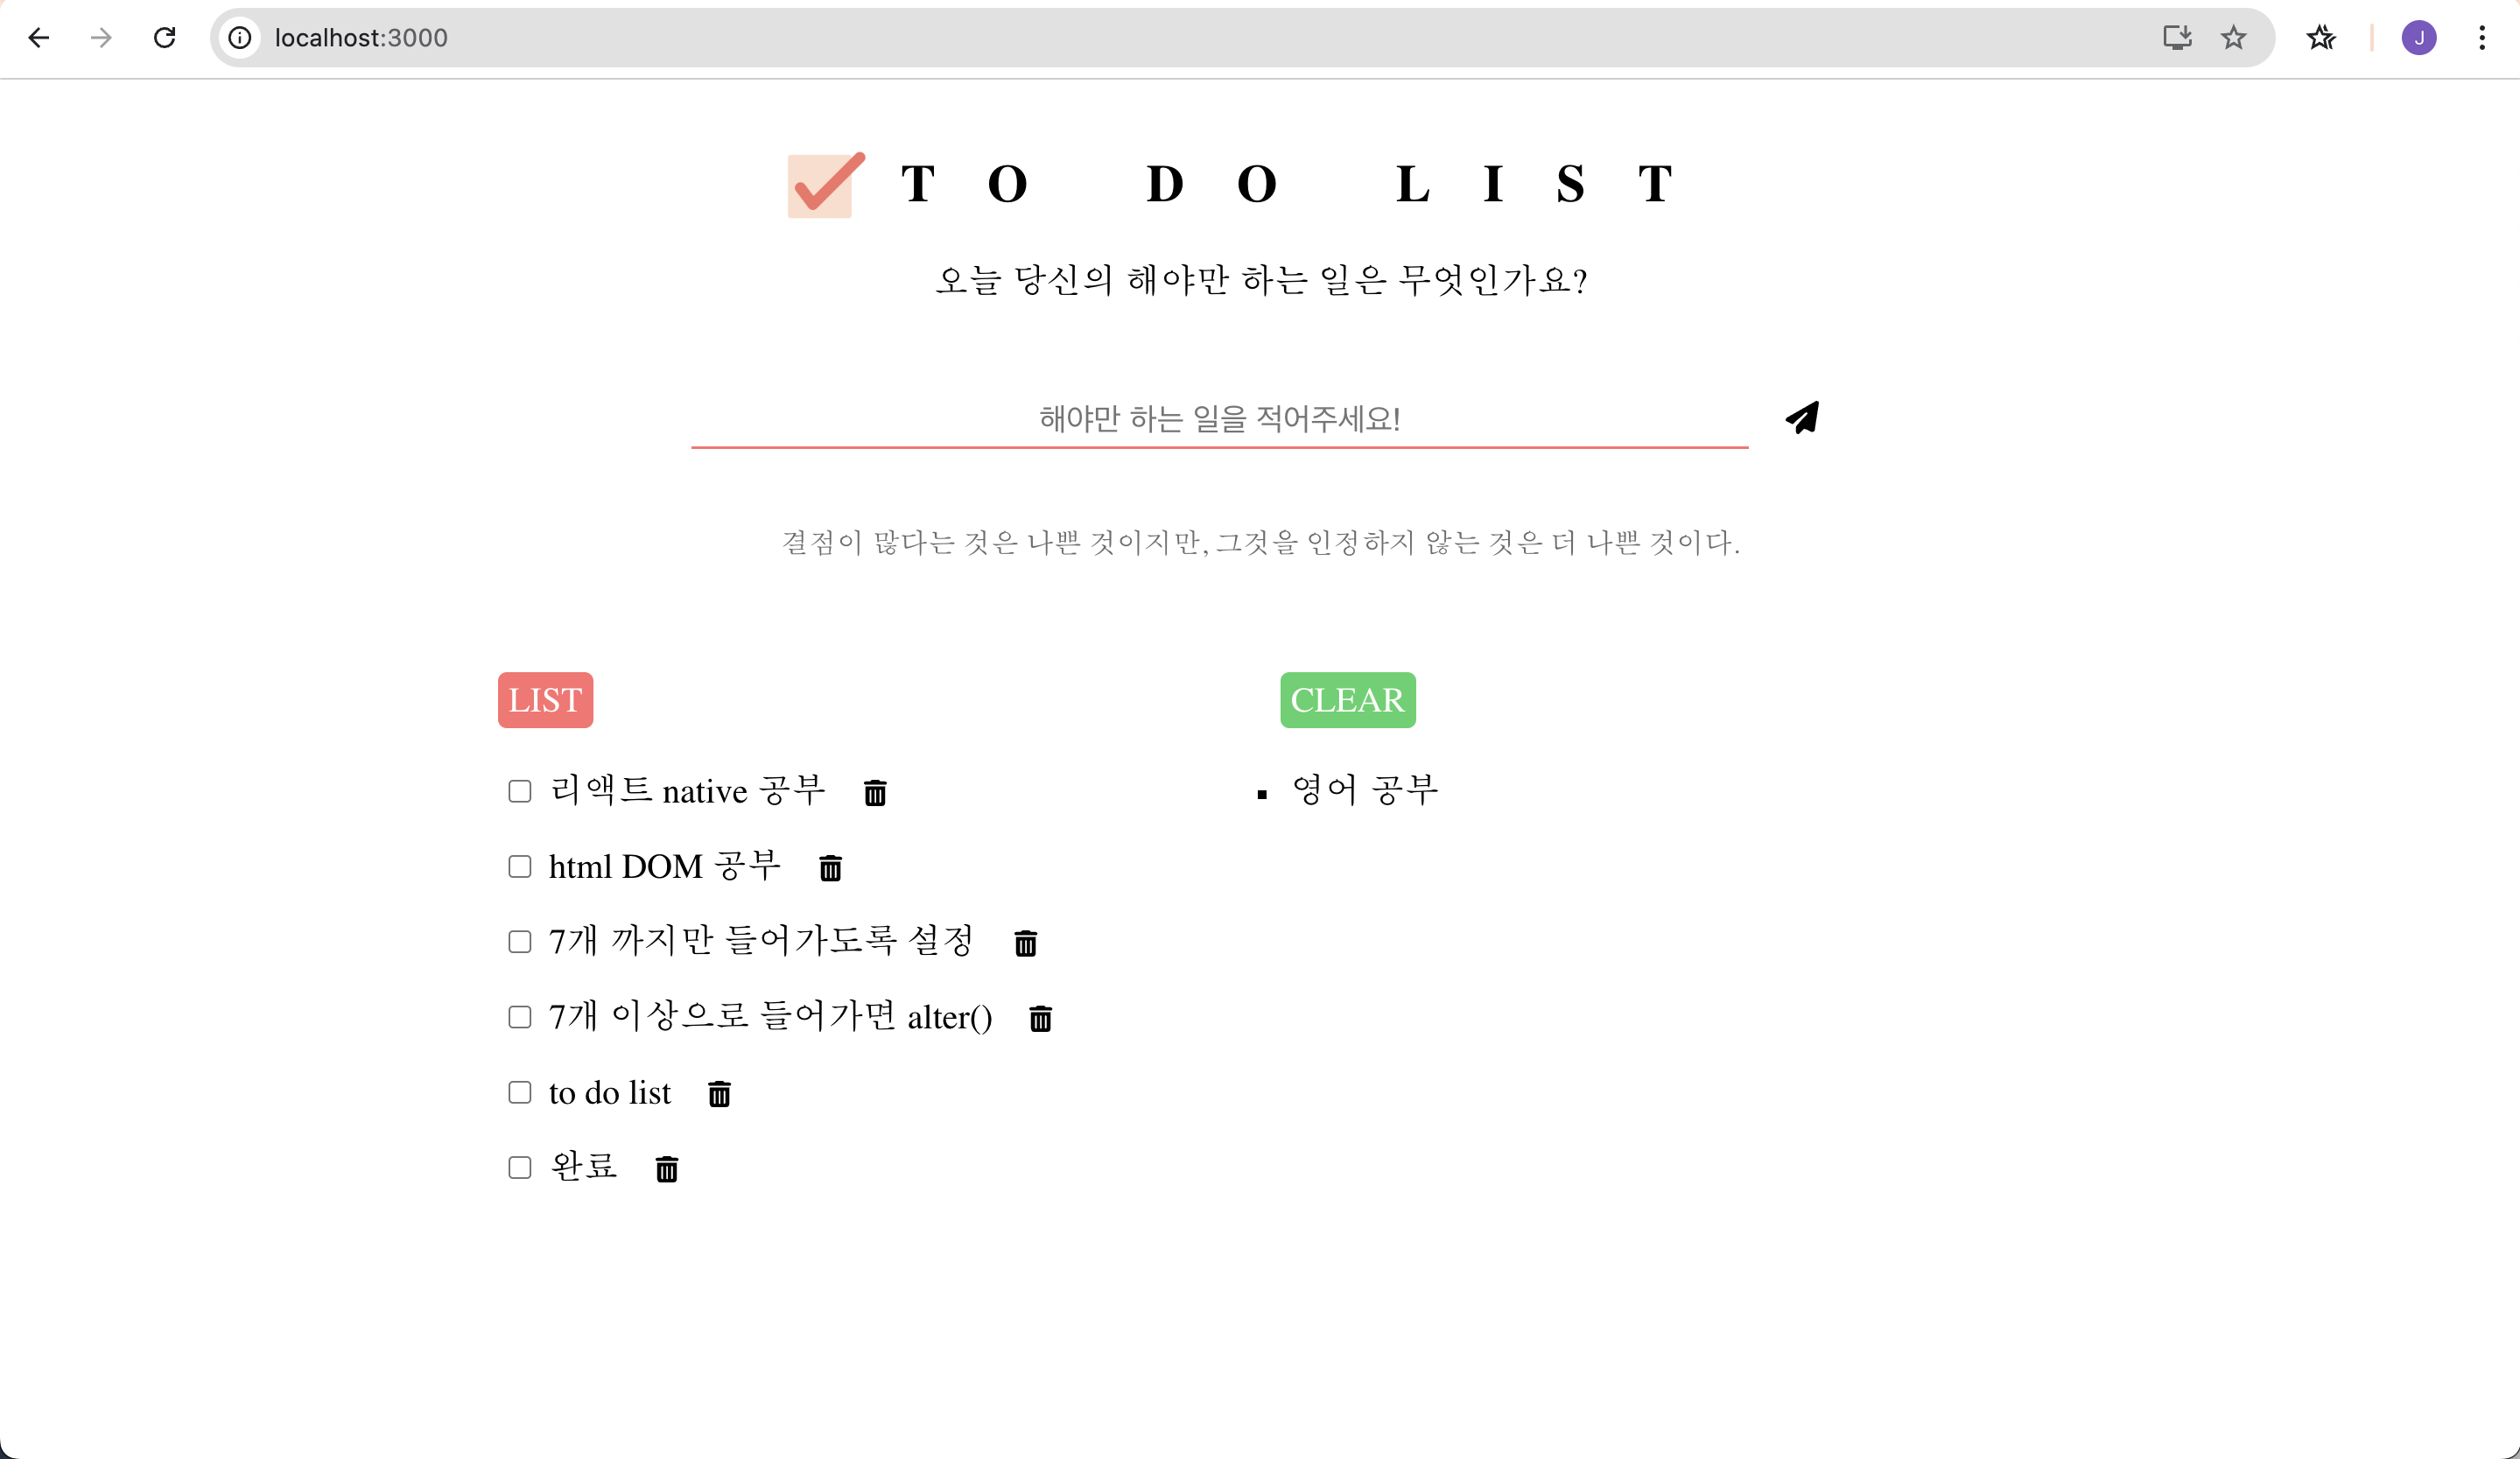 localhost:3000
J
TO DO LIST
오늘 당신의 해야만 하는 일은 무엇인가요?
해야만 하는 일을 적어주세요!
결점이 많다는 것은 나쁜 것이지만, 그것을 인정하지 않는 것은 더 나쁜 것이다.
LIST
리액트 native 공부
html DOM 공부
7개 까지만 들어가도록 설정
7개 이상으로 들어가면 alter()
to do list
완료
CLEAR
영어 공부